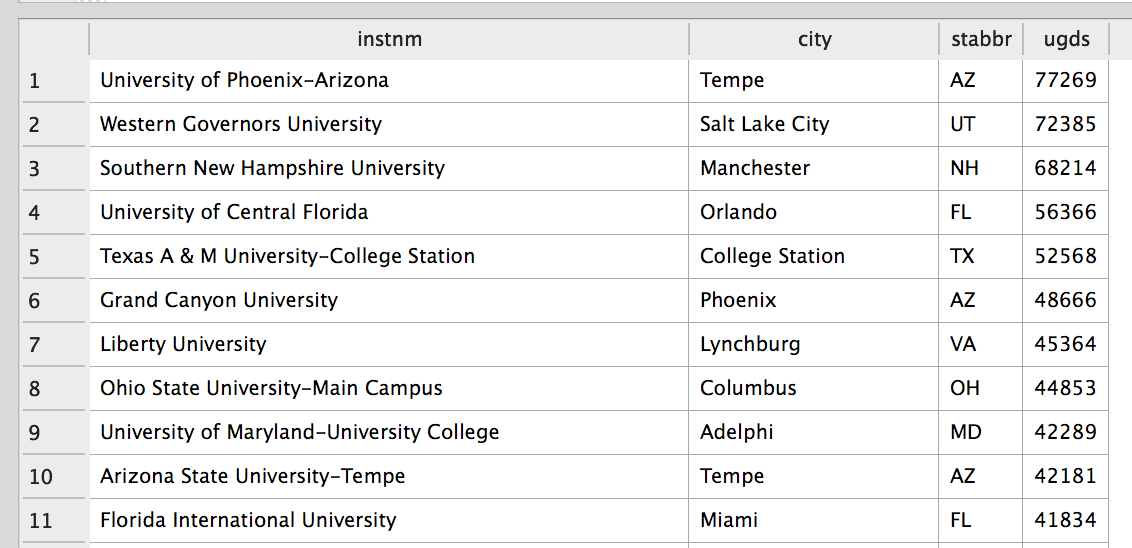 instnm city stabbr ugds
1 University of Phoenix-Arizona Tempe AZ 77269
2 Western Governors University Salt Lake City UT 72385
3 Southern New Hampshire University Manchester NH 68214
4 University of Central Florida Orlando FL 56366
5 Texas A & M University-College Station College Station TX 52568
6 Grand Canyon University Phoenix AZ 48666
7 Liberty University Lynchburg VA 45364
8 Ohio State University-Main Campus Columbus OH 44853
9 University of Maryland-University College Adelphi MD 42289
10 Arizona State University-Tempe Tempe AZ 42181
11 Florida International University Miami FL 41834